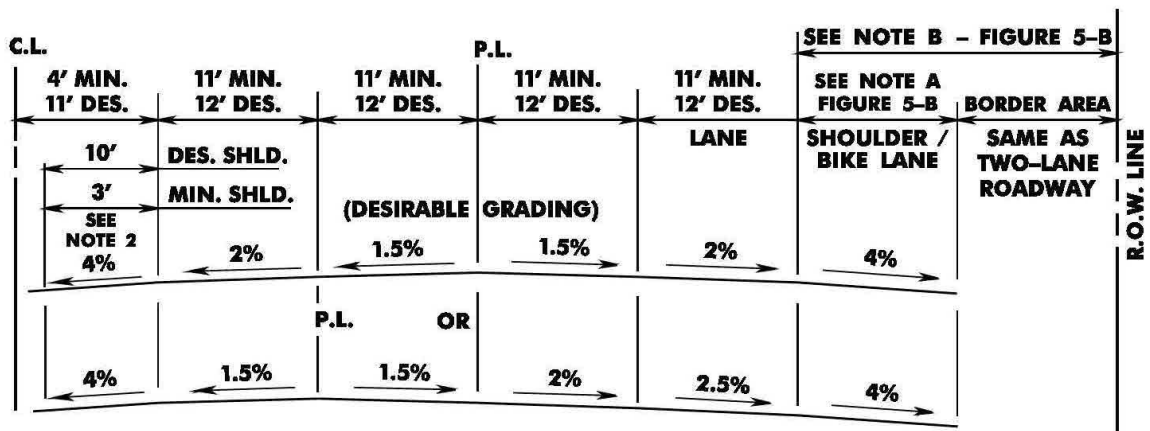 SEE NOTE B – FIGURE 5–B
C.L.
P.L.
4' MIN.
11' DES.
11' MIN.
12' DES.
11' MIN.
12' DES.
11' MIN.
12' DES.
11' MIN.
12' DES.
SEE NOTE A
FIGURE 5–B
BORDER AREA
LANE
SHOULDER /
BIKE LANE
SAME AS
TWO–LANE
ROADWAY
R.O.W. LINE
10'
DES. SHLD.
3'
MIN. SHLD.
SEE
NOTE 2
(DESIRABLE GRADING)
4%
2%
1.5%
1.5%
2%
4%
P.L.
OR
4%
1.5%
1.5%
2%
2.5%
4%